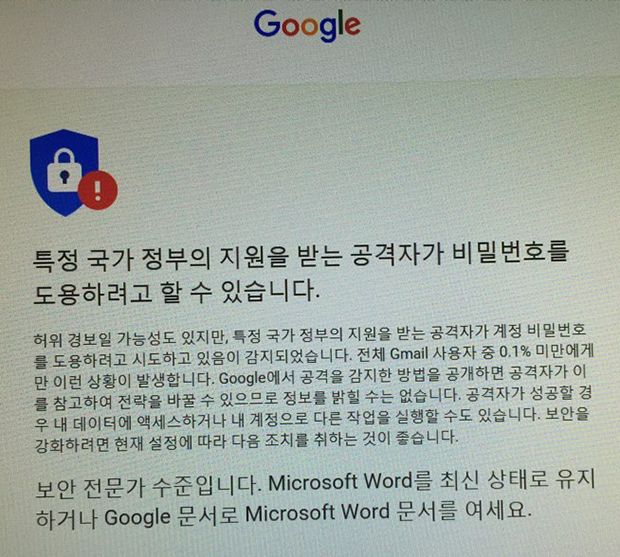 Google
특정 국가 정부의 지원을 받는 공격자가 비밀번호를
도용하려고 할 수 있습니다.
허위 경보일 가능성도 있지만, 특정 국가 정부의 지원을 받는 공격자가 계정 비밀번호
를 도용하려고 시도하고 있음이 감지되었습니다. 전체 Gmail 사용자 중 0.1% 미만에게
만 이런 상황이 발생합니다. Google에서 공격을 감지한 방법을 공개하면 공격자가 이
를 참고하여 전략을 바꿀 수 있으므로 정보를 밝힐 수는 없습니다. 공격자가 성공할 경
우 내 데이터에 액세스하거나 내 계정으로 다른 작업을 실행할 수도 있습니다. 보안을
강화하려면 현재 설정에 따라 다음 조치를 취하는 것이 좋습니다.
보안 전문가 수준입니다. Microsoft Word를 최신 상태로 유지
하거나 Google 문서로 Microsoft Word 문서를 여세요.